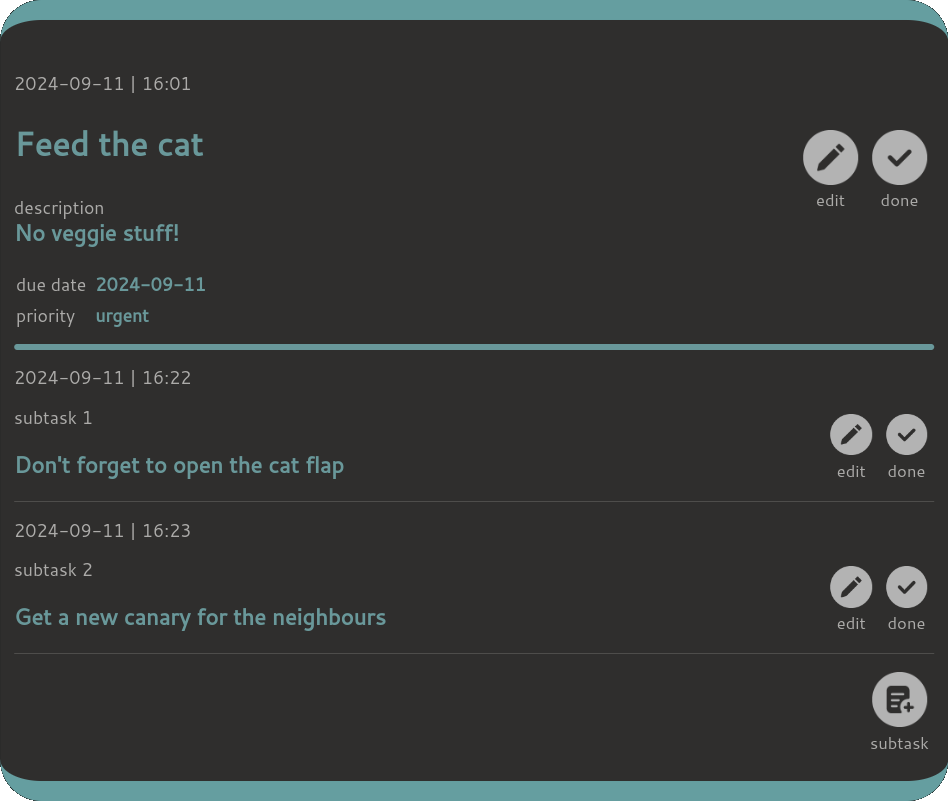 2024-09-11 | 16:01
Feed the cat
edit done
description
No veggie stuff!
due date 2024-09-11
priority urgent
2024-09-11 | 16:22
subtask 1
Don't forget to open the cat flap
edit done
2024-09-11 | 16:23
subtask 2
Get a new canary for the neighbours
edit done
subtask